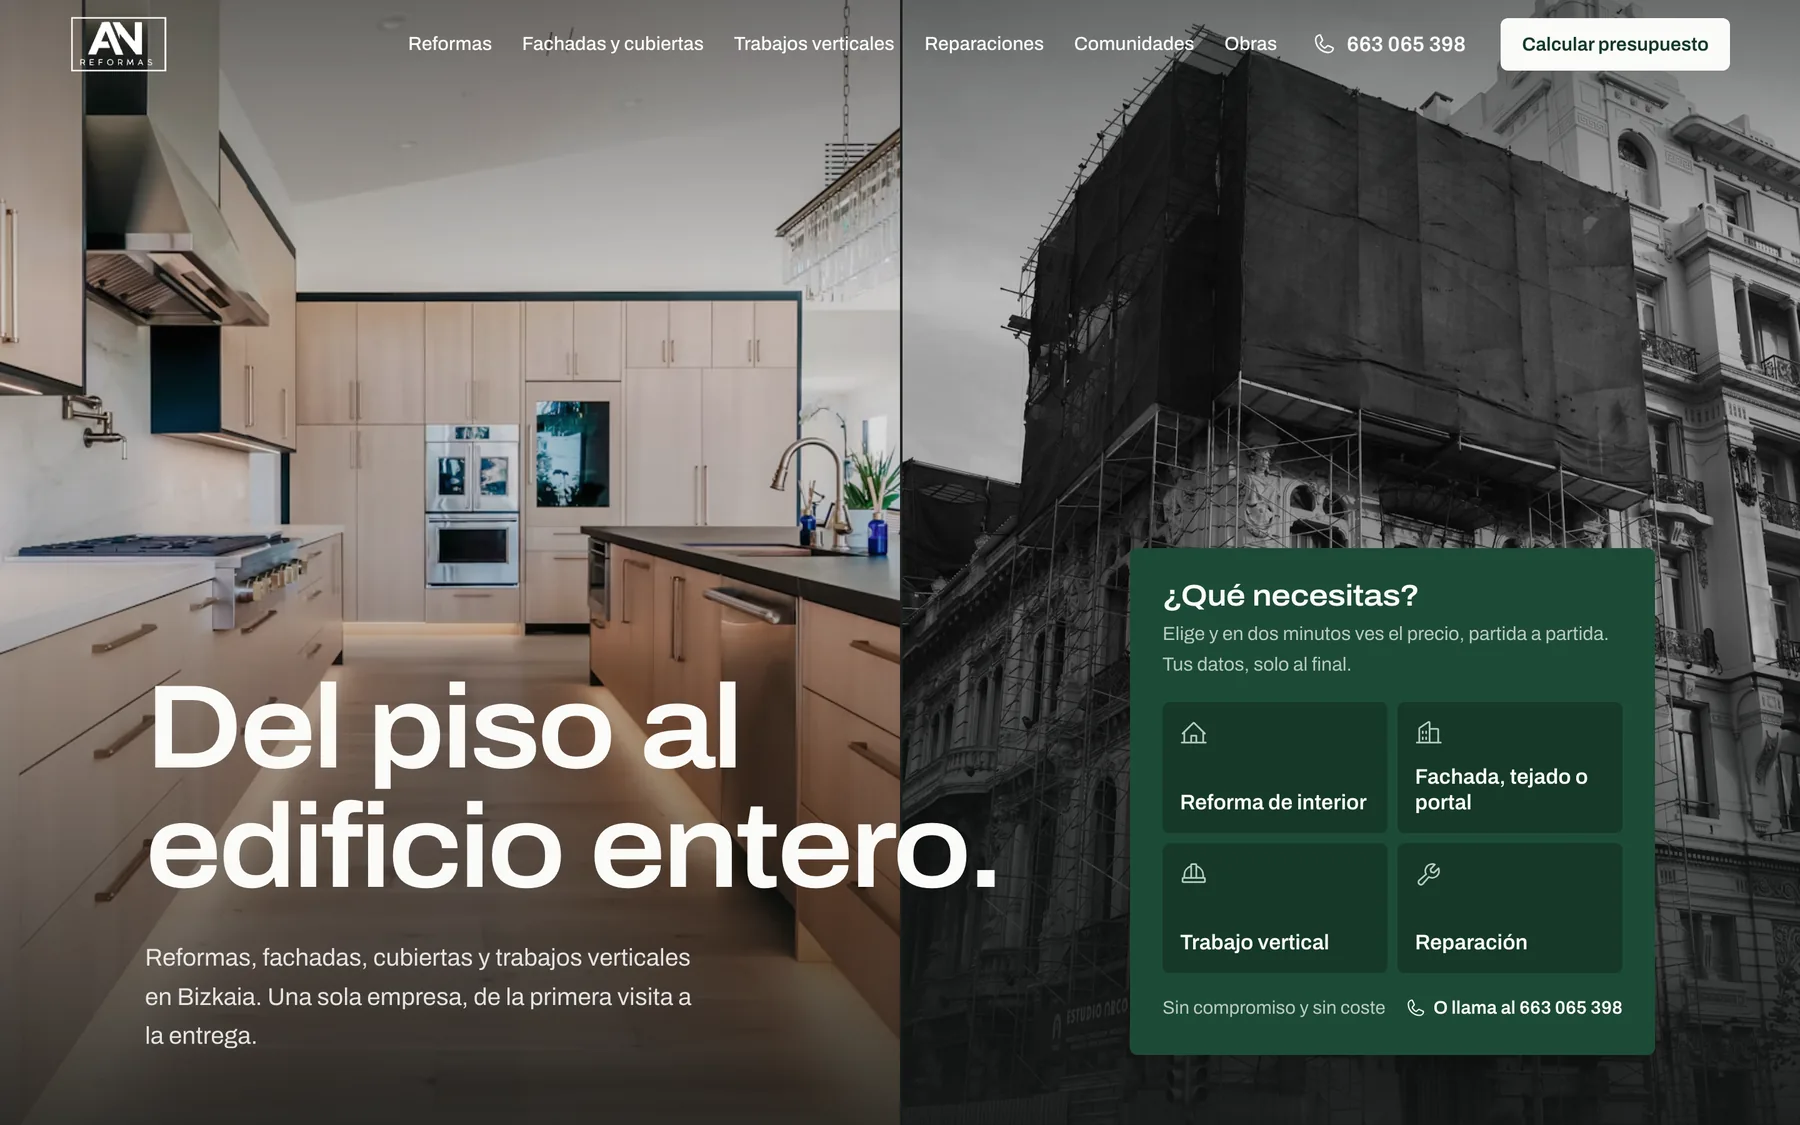 AN
REFORMAS
Reformas
Fachadas y cubiertas
Trabajos verticales
Reparaciones
Comunidades
Obras
663 065 398
Calcular presupuesto
Del piso al
edificio entero.
Reformas, fachadas, cubiertas y trabajos verticales
en Bizkaia. Una sola empresa, de la primera visita a
la entrega.
¿Qué necesitas?
Elige y en dos minutos ves el precio, partida a partida.
Tus datos, solo al final.
Reforma de interior
Fachada, tejado o
portal
Trabajo vertical
Reparación
Sin compromiso y sin coste
O llama al 663 065 398